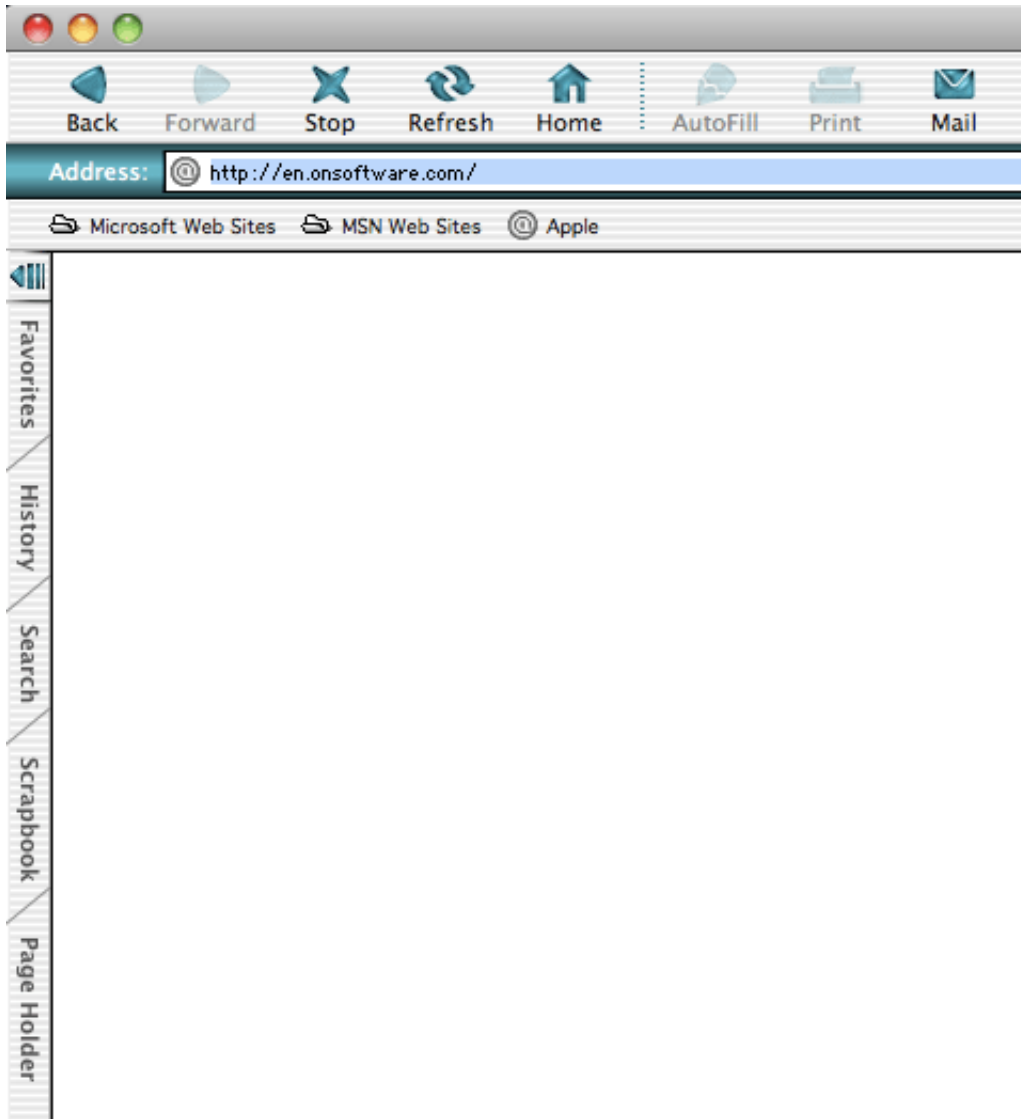 Back Forward Stop Refresh Home AutoFill Print Mail
Address: @ http://en.onsoftware.com/
Microsoft Web Sites MSN Web Sites @ Apple
Favorites
History
Search
Scrapbook
Page Holder